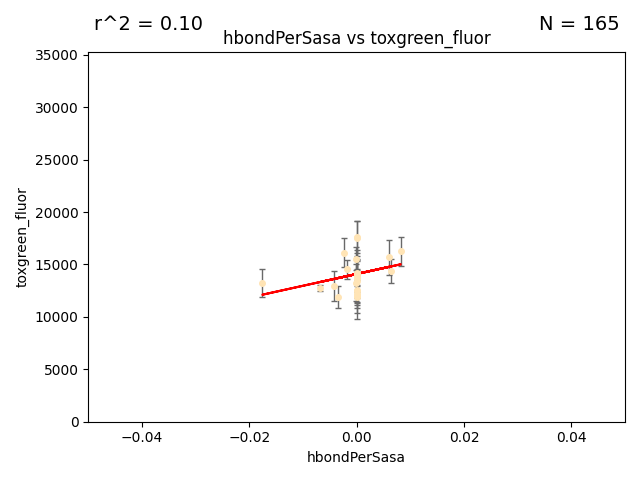 r^2 = 0.10
N = 165
hbondPerSasa vs toxgreen_fluor
35000
30000
25000
20000
15000
10000
5000
0
toxgreen_fluor
−0.04
−0.02
0.00
0.02
0.04
hbondPerSasa